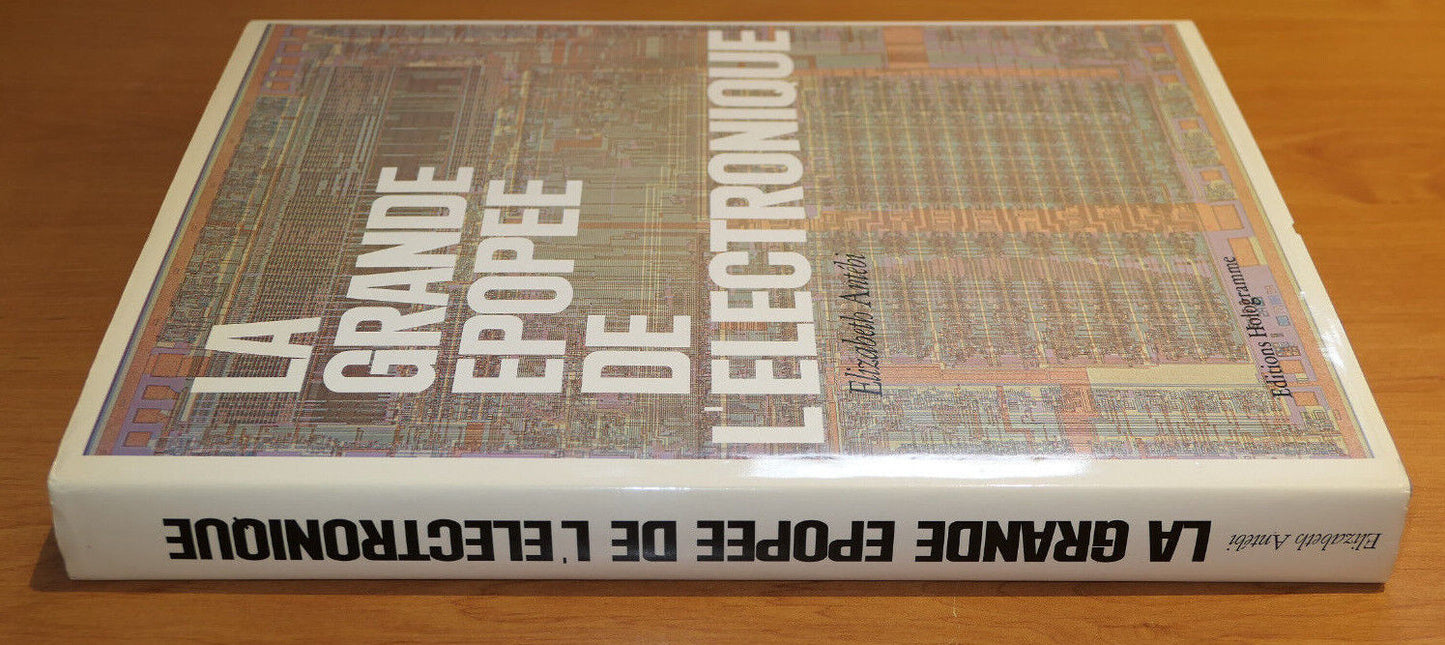 LA
GRANDE
EPOPEE
DE
L'ELECTRONIQUE
Elizabeth Antébi
Editions Hologramme
Elizabeth Antébi LA GRANDE EPOPEE DE L'ELECTRONIQUE